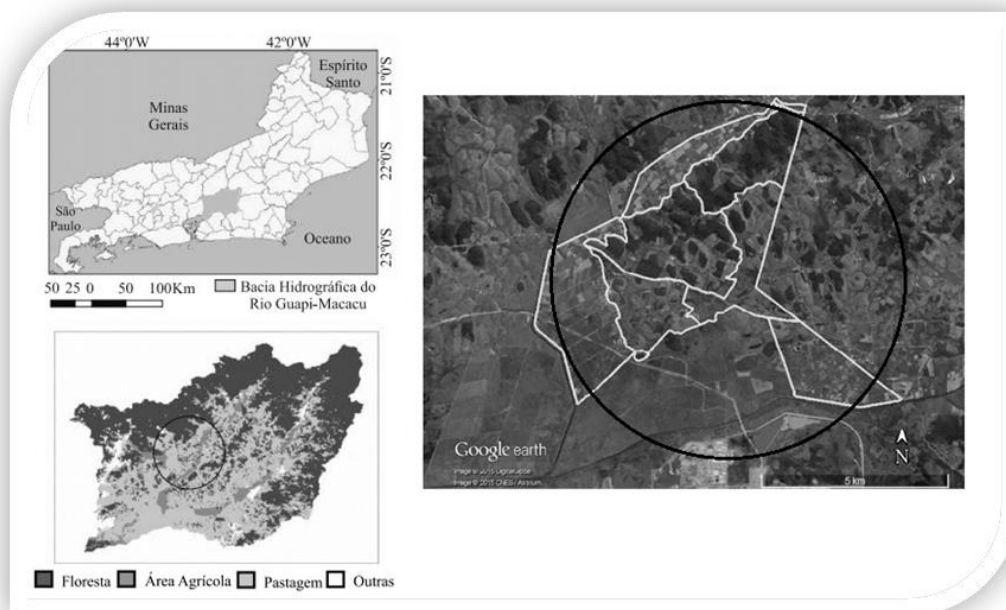 44°0'W 42°0'W
Espírito
Santo
21°0'S
Minas
Gerais
22°0'S
São
Paulo
Oceano
23°0'S
50 25 0 50 100Km
Bacia Hidrográfica do
Rio Guapi-Macacu
Floresta Área Agrícola Pastagem Outras
Google earth
N
5 km